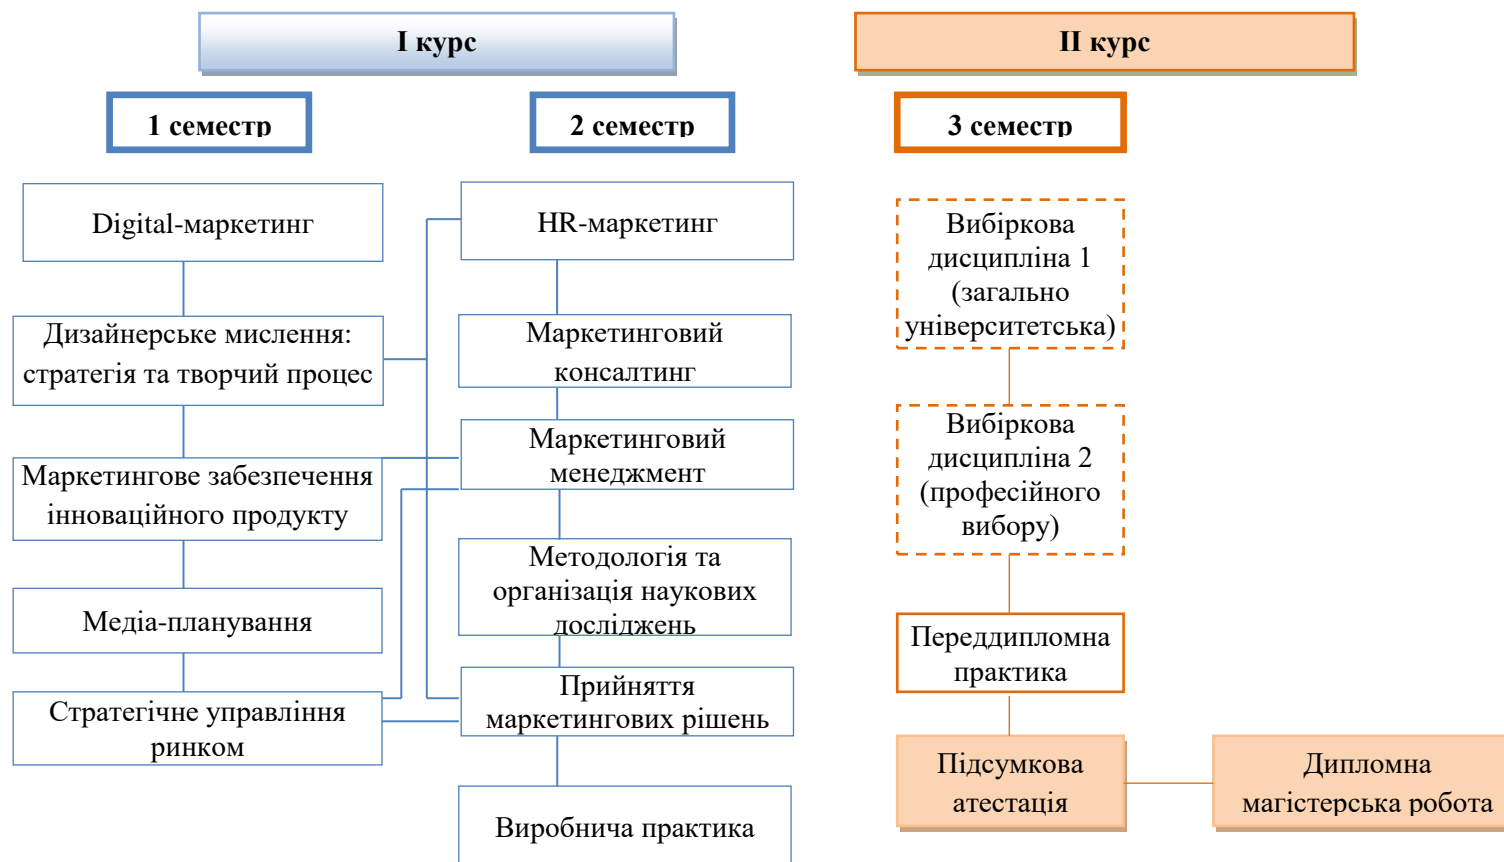 I курс
II курс
1 семестр
2 семестр
3 семестр
Digital-маркетинг
Дизайнерське мислення:
стратегія та творчий процес
Маркетингове забезпечення
інноваційного продукту
Медіа-планування
Стратегічне управління
ринком
HR-маркетинг
Маркетинговий
консалтинг
Маркетинговий
менеджмент
Методологія та
організація наукових
досліджень
Прийняття
маркетингових рішень
Виробнича практика
Вибіркова
дисципліна 1
(загально
університетська)
Вибіркова
дисципліна 2
(професійного
вибору)
Переддипломна
практика
Підсумкова
атестація
Дипломна
магістерська робота